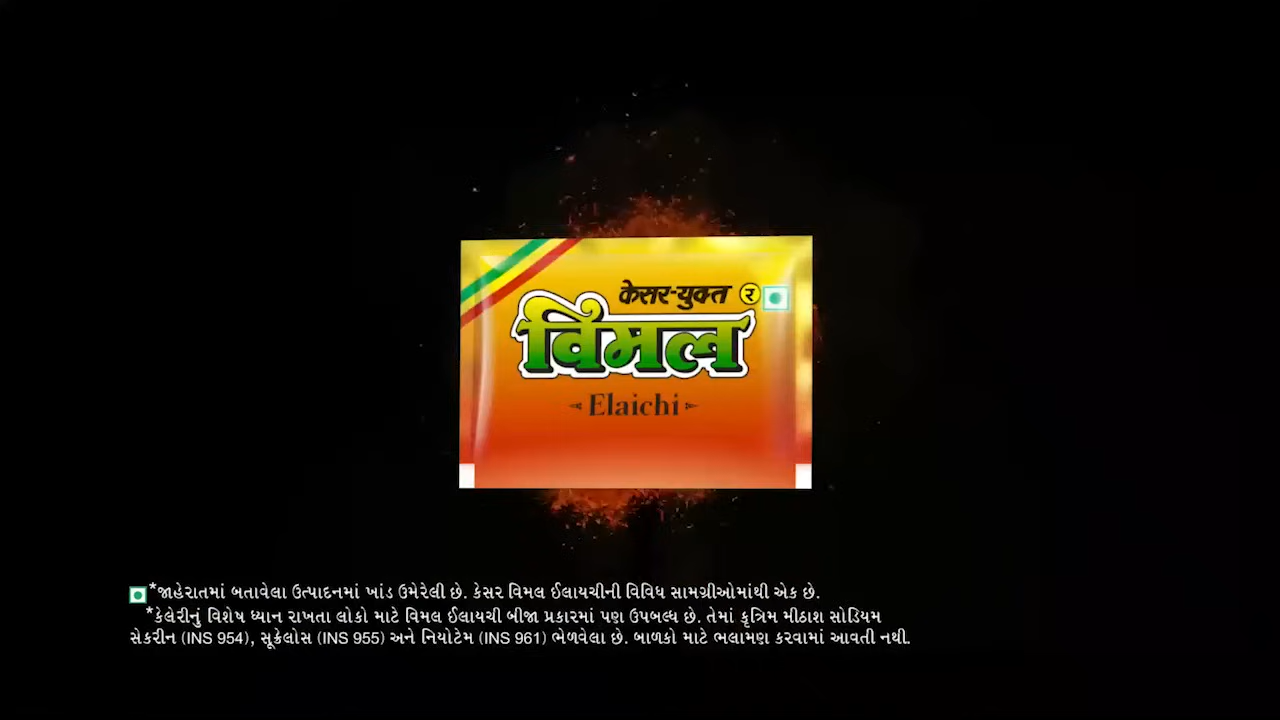 केसर-युक्त र
विमल
Elaichi
*જાહેરાતમાં બતાવેલા ઉત્પાદનમાં ખાંડ ઉમેરેલી છે. કેસર વિમલ ઈલાયચીની વિવિધ સામગ્રીઓમાંથી એક છે.
*કેલેરીનું વિશેષ ધ્યાન રાખતા લોકો માટે વિમલ ઈલાયચી બીજા પ્રકારમાં પણ ઉપબલ્ધ છે. તેમાં કૃત્રિમ મીઠાશ સોડિયમ
સેકરીન (INS 954), સૂક્રેલોસ (INS 955) અને નિયોટેમ (INS 961) ભેળવેલા છે. બાળકો માટે ભલામણ કરવામાં આવતી નથી.